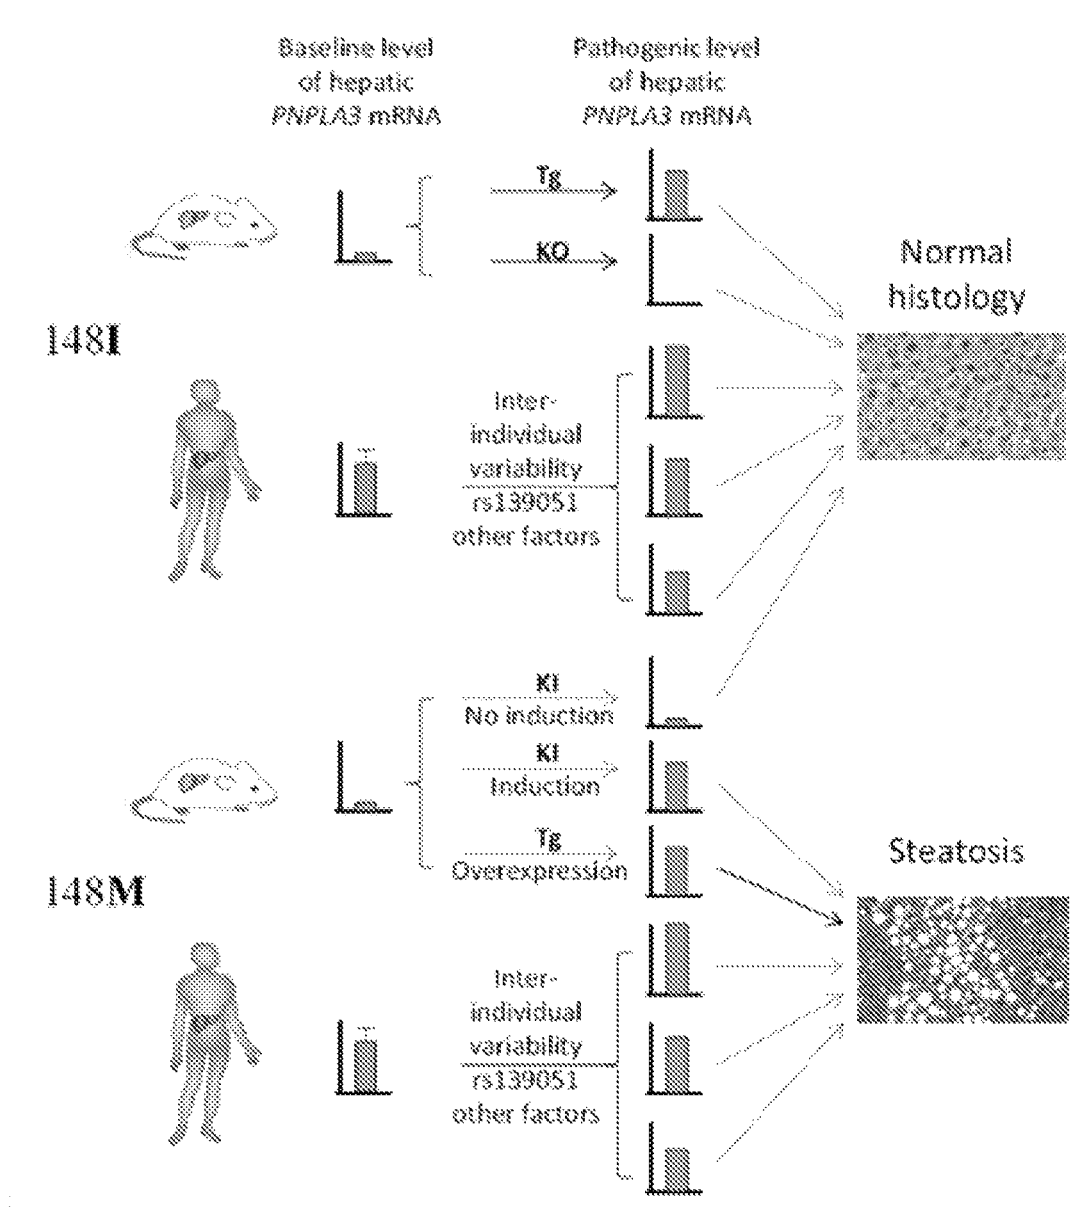 Baseline level
of hepatic
PNPLA3 mRNA
Pathogenic level
of hepatic
PNPLA3 mRNA
Tg
KO
Normal
histology
148I
Inter-
individual
variability
rs139051
other factors
KI
No induction
KI
Induction
Tg
Overexpression
Steatosis
148M
Inter-
individual
variability
rs139051
other factors